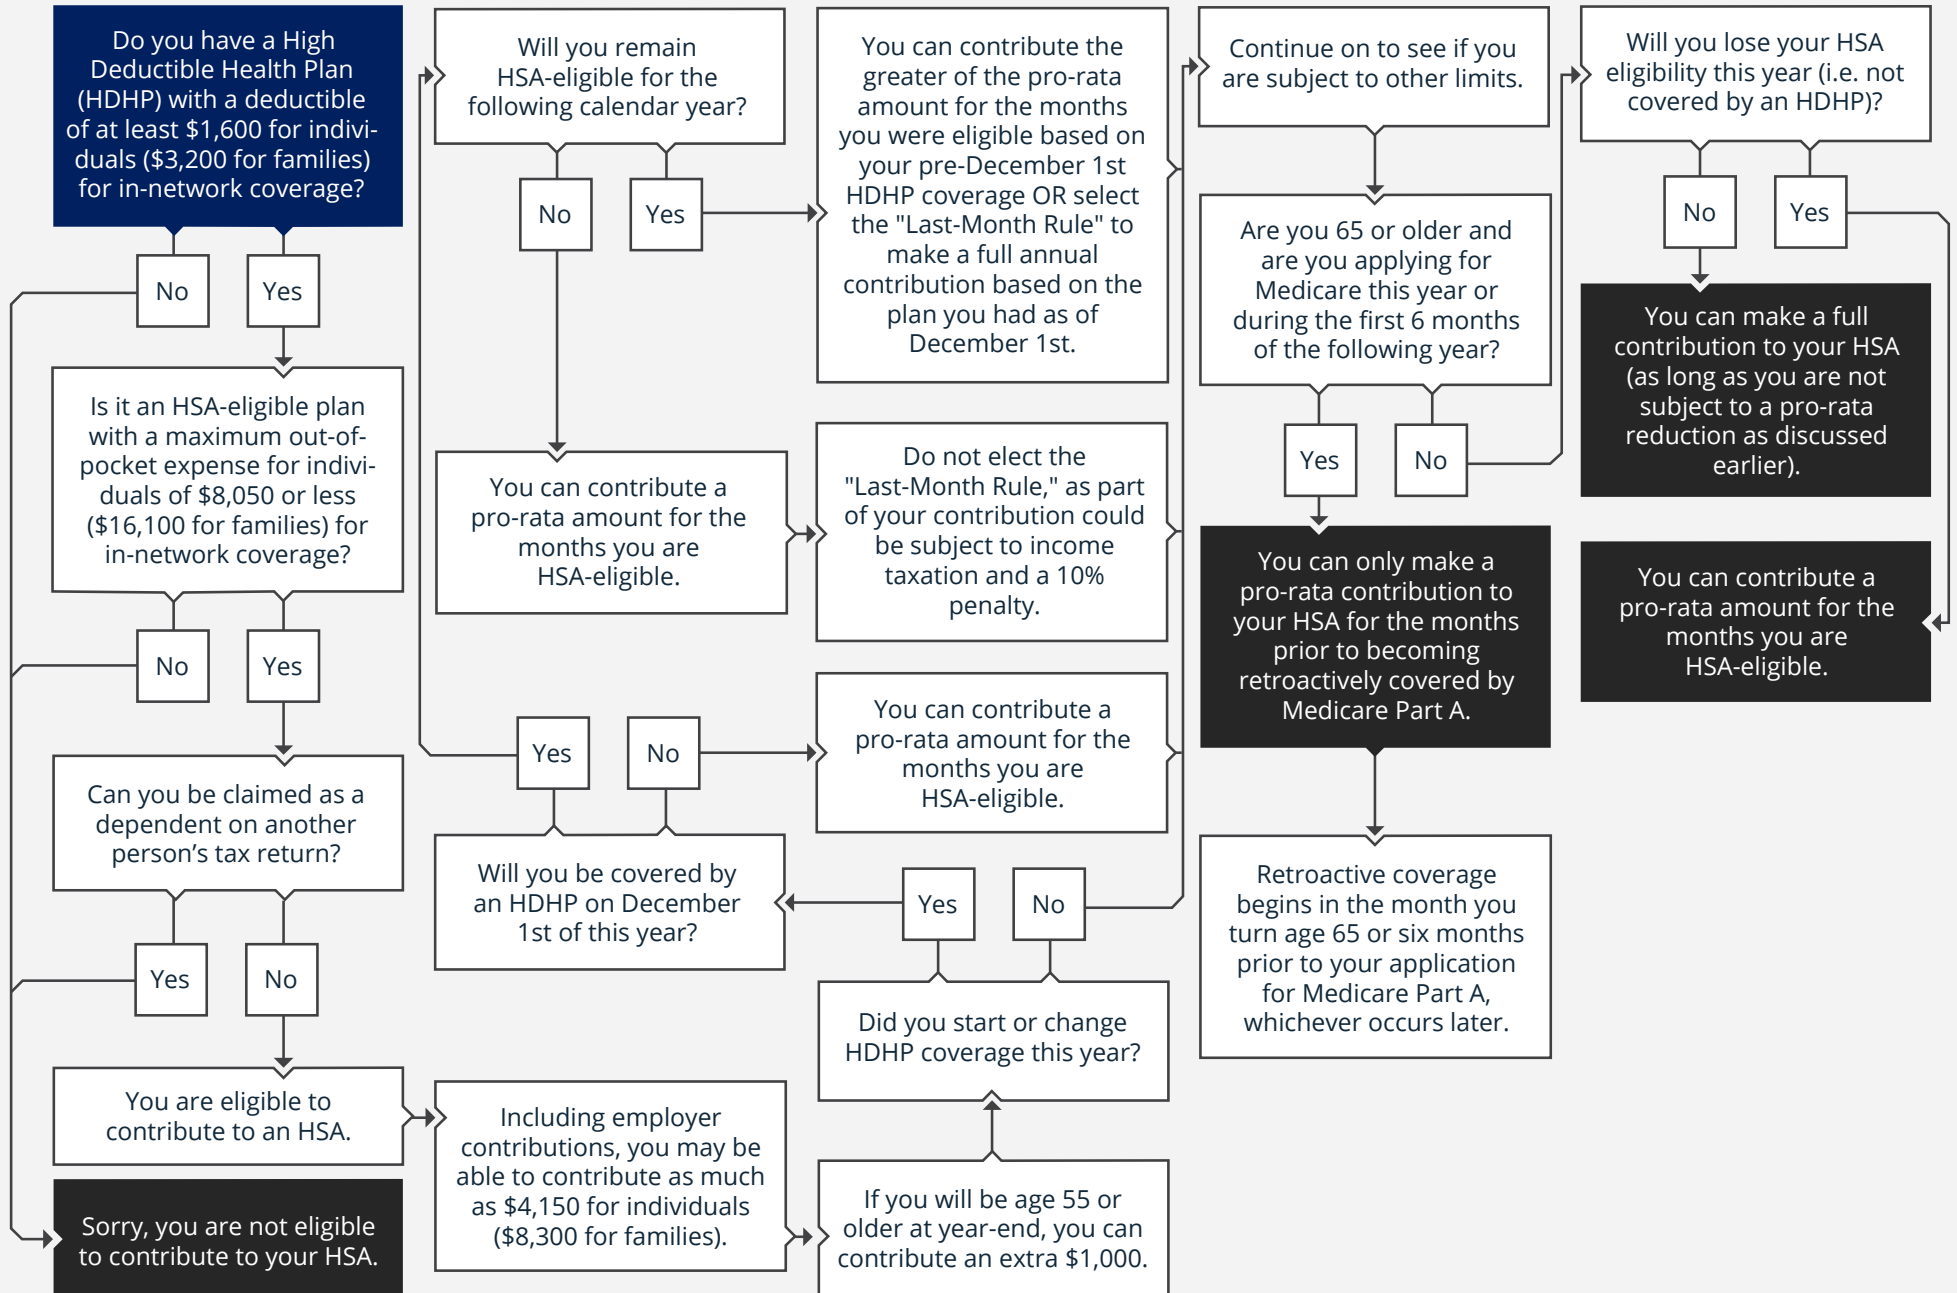 Do you have a High
Deductible Health Plan
(HDHP) with a deductible
of at least $1,600 for indivi-
duals ($3,200 for families)
for in-network coverage?
No
Yes
Is it an HSA-eligible plan
with a maximum out-of-
pocket expense for indivi-
duals of $8,050 or less
($16,100 for families) for
in-network coverage?
No
Yes
Can you be claimed as a
dependent on another
person’s tax return?
Yes
No
You are eligible to
contribute to an HSA.
Sorry, you are not eligible
to contribute to your HSA.
Including employer
contributions, you may be
able to contribute as much
as $4,150 for individuals
($8,300 for families).
If you will be age 55 or
older at year-end, you can
contribute an extra $1,000.
Did you start or change
HDHP coverage this year?
Yes
No
Will you be covered by
an HDHP on December
1st of this year?
Yes
No
You can contribute a
pro-rata amount for the
months you are
HSA-eligible.
Will you remain
HSA-eligible for the
following calendar year?
No
Yes
You can contribute a
pro-rata amount for the
months you are
HSA-eligible.
Do not elect the
"Last-Month Rule," as part
of your contribution could
be subject to income
taxation and a 10%
penalty.
You can contribute the
greater of the pro-rata
amount for the months
you were eligible based on
your pre-December 1st
HDHP coverage OR select
the "Last-Month Rule" to
make a full annual
contribution based on the
plan you had as of
December 1st.
Continue on to see if you
are subject to other limits.
Are you 65 or older and
are you applying for
Medicare this year or
during the first 6 months
of the following year?
Yes
No
You can only make a
pro-rata contribution to
your HSA for the months
prior to becoming
retroactively covered by
Medicare Part A.
Retroactive coverage
begins in the month you
turn age 65 or six months
prior to your application
for Medicare Part A,
whichever occurs later.
Will you lose your HSA
eligibility this year (i.e. not
covered by an HDHP)?
No
Yes
You can make a full
contribution to your HSA
(as long as you are not
subject to a pro-rata
reduction as discussed
earlier).
You can contribute a
pro-rata amount for the
months you are
HSA-eligible.